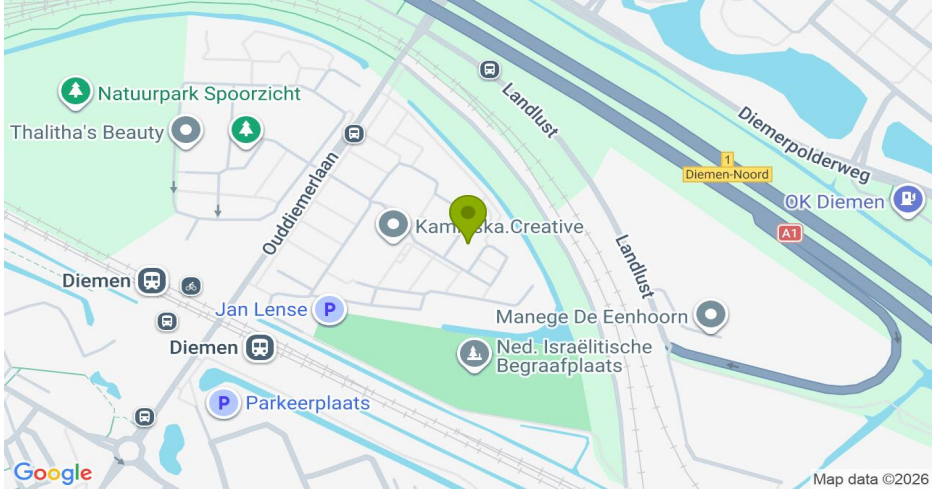 Landlust
Natuurpark Spoorzicht
Thalitha's Beauty
Diemerpolderweg
1
Diemen-Noord
OK Diemen
Ouddiemerlaan
Kaminska.Creative
A1
Landlust
Diemen
Jan Lense
P
Manege De Eenhoorn
Diemen
Ned. Israëlitische
Begraafplaats
P
Parkeerplaats
Google
Map data ©2026